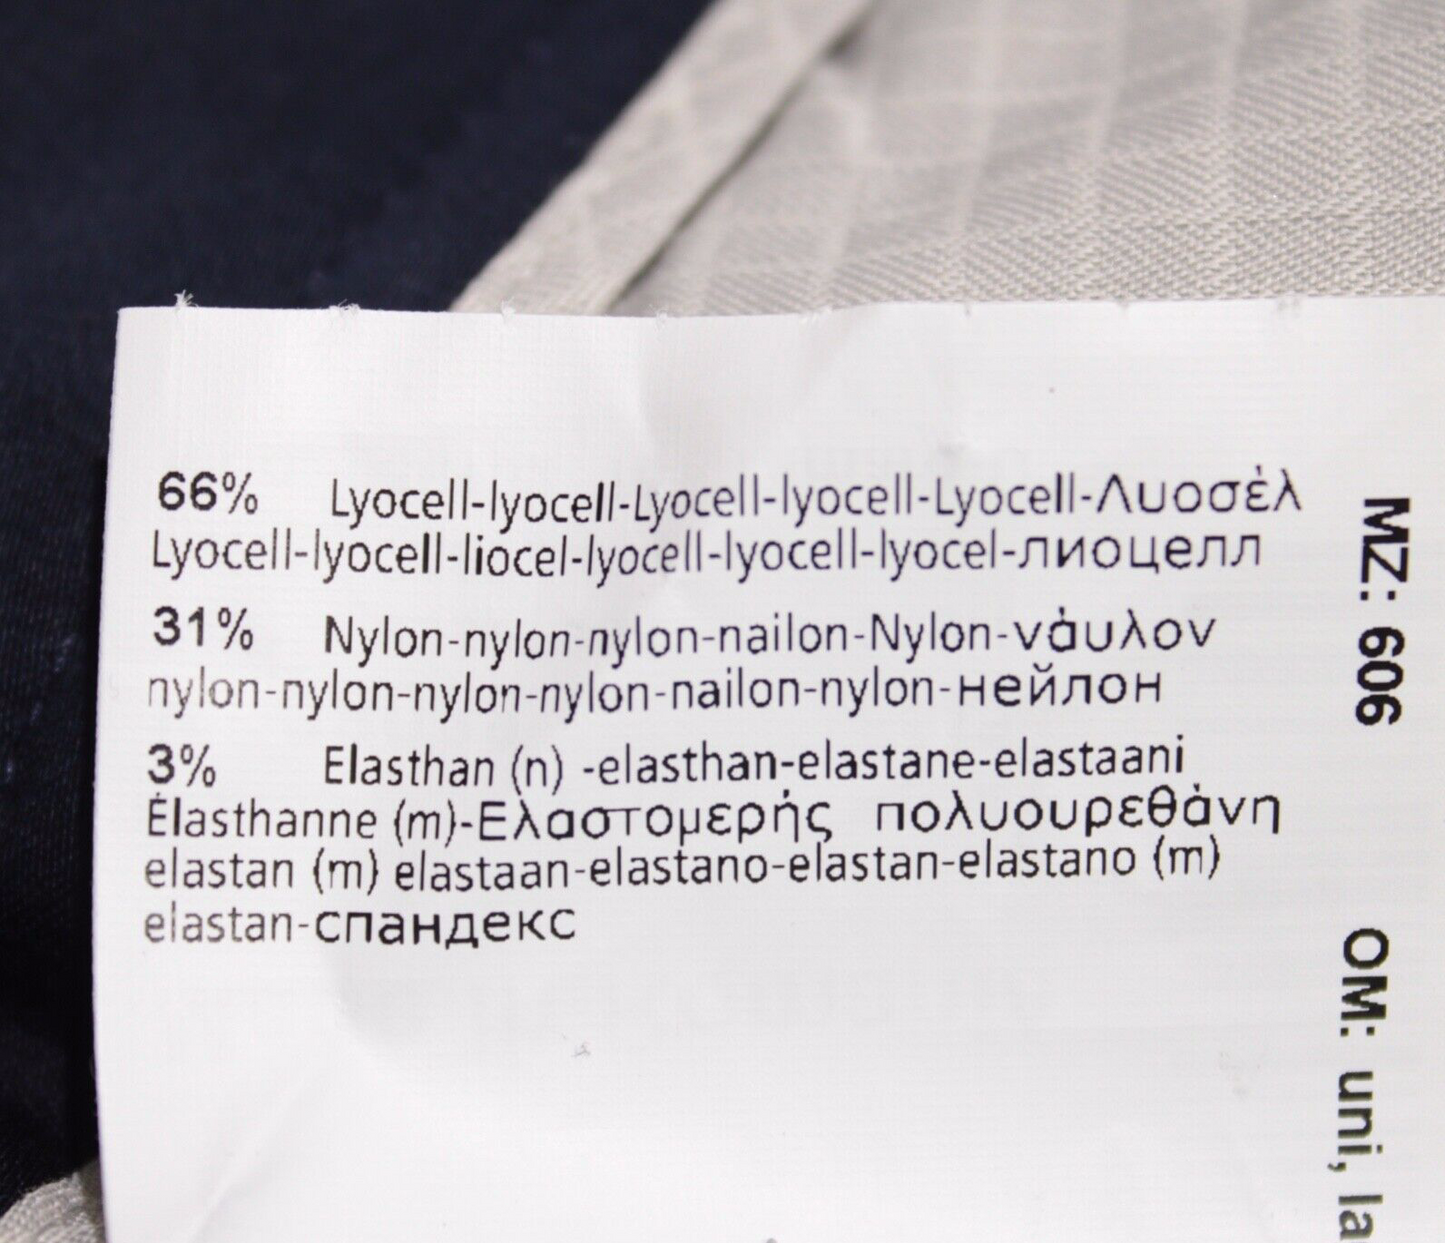 66% Lyocell-lyocell-Lyocell-lyocell-Lyocell-Λυοσέλ
Lyocell-lyocell-liocel-lyocell-lyocell-lyocel-лиоцелл
31% Nylon-nylon-nylon-nailon-Nylon-νάυλον
nylon-nylon-nylon-nylon-nailon-nylon-нейлон
3% Elasthan (n) -elasthan-elastane-elastaani
Élasthanne (m)-Ελαστομερής πολυουρεθάνη
elastan (m) elastaan-elastano-elastan-elastano (m)
elastan-спандекс
MZ: 606 OM: uni,